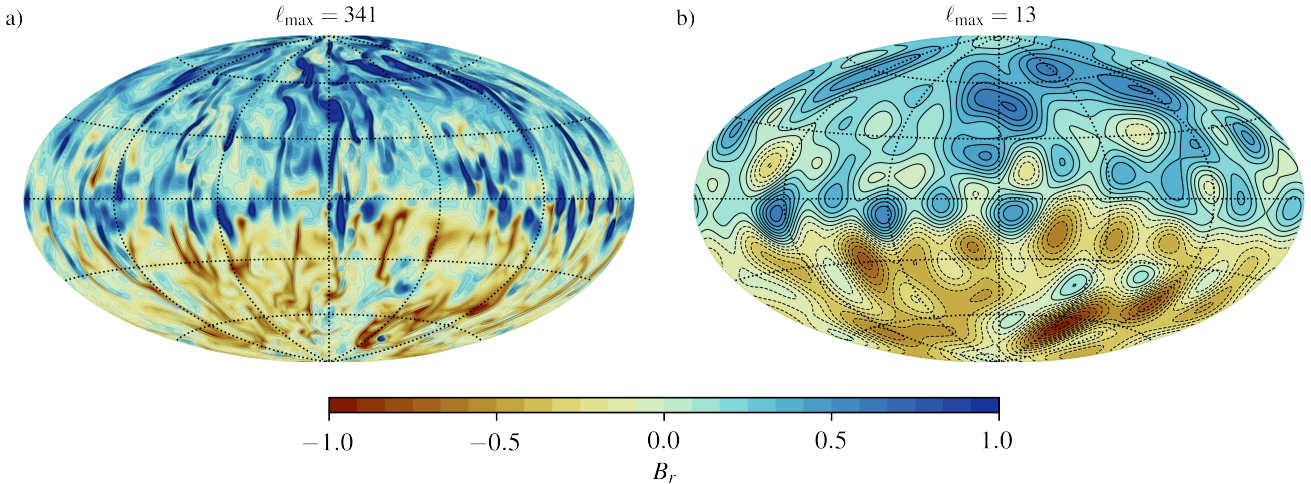 a)
ℓmax = 341
b)
ℓmax = 13
−1.0 −0.5 0.0 0.5 1.0
Br